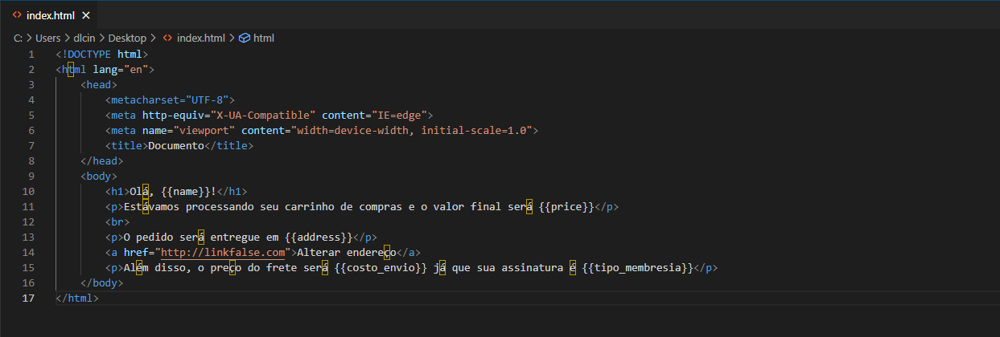 index.html ×
C: > Users > dlcin > Desktop > index.html > html
1 <!DOCTYPE html>
2 <html lang="en">
3 <head>
4 <metacharset="UTF-8">
5 <meta http-equiv="X-UA-Compatible" content="IE=edge">
6 <meta name="viewport" content="width=device-width, initial-scale=1.0">
7 <title>Documento</title>
8 </head>
9 <body>
10 <h1>Olá, {{name}}!</h1>
11 <p>Estávamos processando seu carrinho de compras e o valor final será {{price}}</p>
12 <br>
13 <p>O pedido será entregue em {{address}}</p>
14 <a href="http://linkfalse.com">Alterar endereço</a>
15 <p>Além disso, o preço do frete será {{costo_envio}} já que sua assinatura é {{tipo_membresia}}</p>
16 </body>
17 </html>